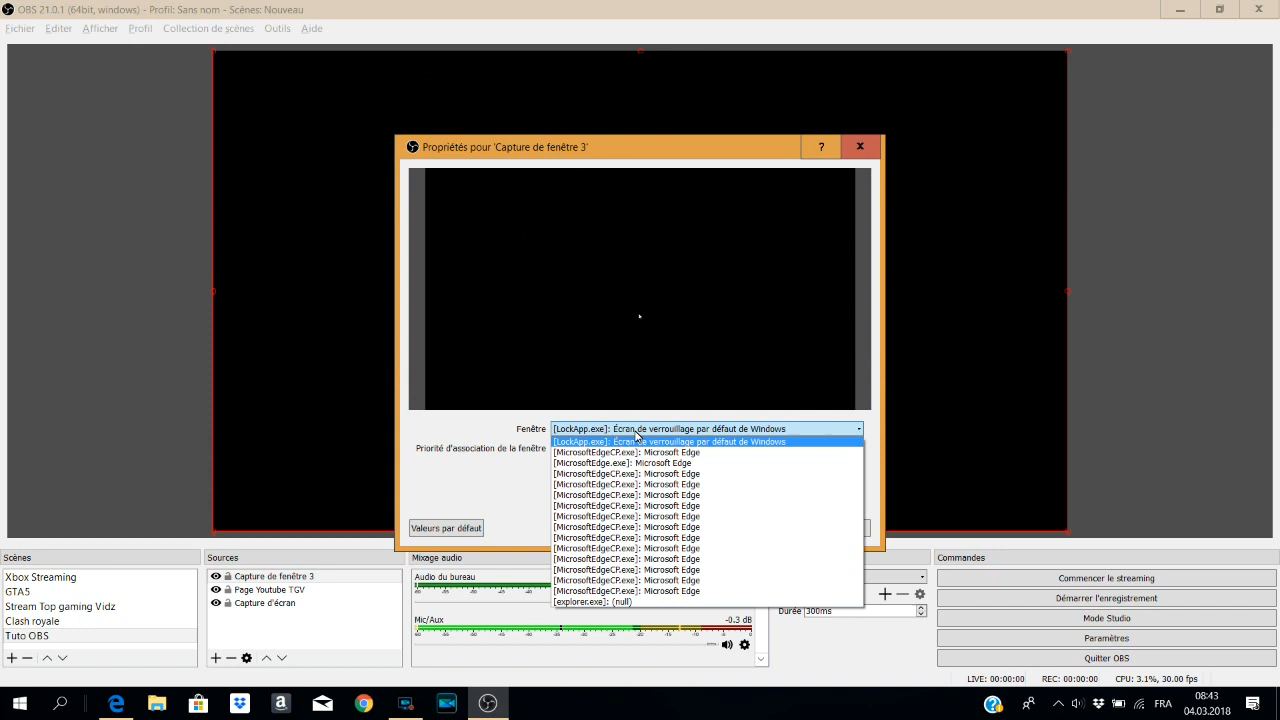 OBS 21.0.1 (64bit, windows) - Profil: Sans nom - Scènes: Nouveau
Fichier Editer Afficher Profil Collection de scènes Outils Aide
Propriétés pour 'Capture de fenêtre 3'
? x
Fenêtre [LockApp.exe]: Écran de verrouillage par défaut de Windows
[LockApp.exe]: Écran de verrouillage par défaut de Windows
Priorité d'association de la fenêtre
[MicrosoftEdgeCP.exe]: Microsoft Edge
[MicrosoftEdge.exe]: Microsoft Edge
[MicrosoftEdgeCP.exe]: Microsoft Edge
[MicrosoftEdgeCP.exe]: Microsoft Edge
[MicrosoftEdgeCP.exe]: Microsoft Edge
[MicrosoftEdgeCP.exe]: Microsoft Edge
[MicrosoftEdgeCP.exe]: Microsoft Edge
[MicrosoftEdgeCP.exe]: Microsoft Edge
[MicrosoftEdgeCP.exe]: Microsoft Edge
[MicrosoftEdgeCP.exe]: Microsoft Edge
[MicrosoftEdgeCP.exe]: Microsoft Edge
[MicrosoftEdgeCP.exe]: Microsoft Edge
[MicrosoftEdgeCP.exe]: Microsoft Edge
[MicrosoftEdgeCP.exe]: Microsoft Edge
[explorer.exe]: (null)
Valeurs par défaut
Scènes
Xbox Streaming
GTA5
Stream Top gaming Vidz
Clash royale
Tuto OBS
Sources
Capture de fenêtre 3
Page Youtube TGV
Capture d'écran
Mixage audio
Audio du bureau
Mic/Aux -0.3 dB
Durée 300ms
Commandes
Commencer le streaming
Démarrer l'enregistrement
Mode Studio
Paramètres
Quitter OBS
LIVE: 00:00:00 REC: 00:00:00 CPU: 3.1%, 30.00 fps
FRA
08:43
04.03.2018